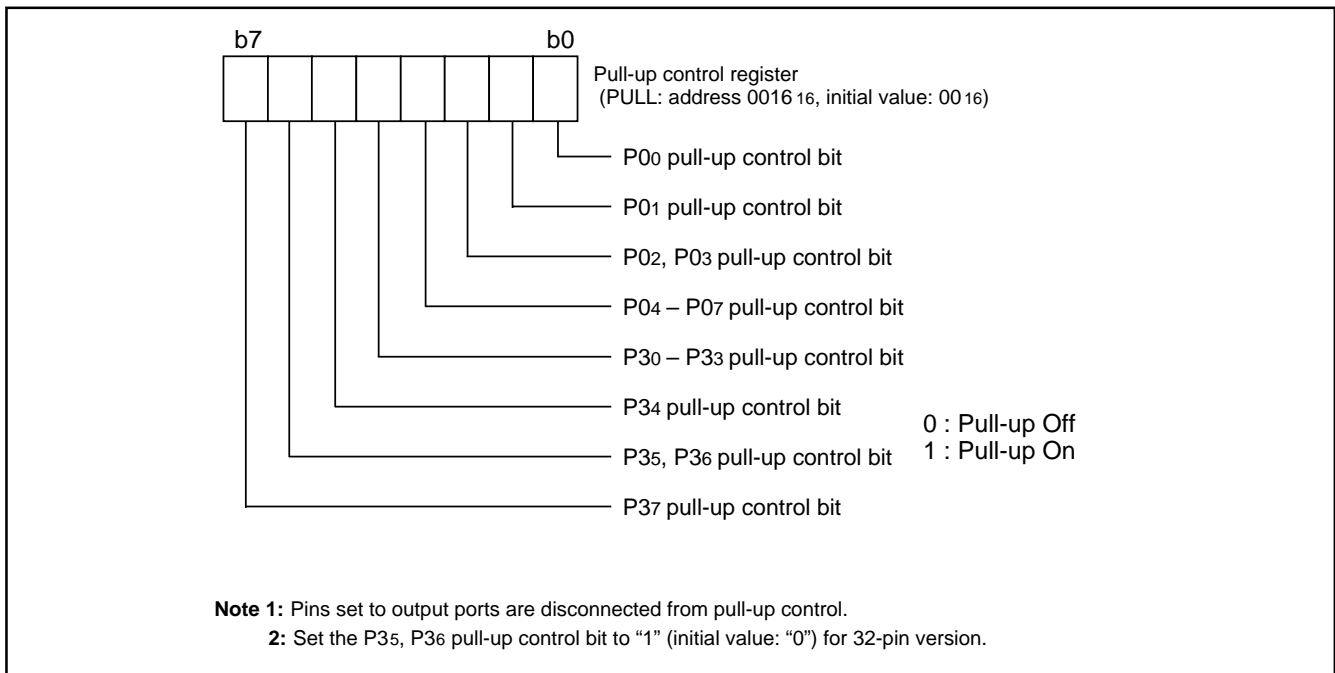 b7 b0
Pull-up control register
(PULL: address 0016 16, initial value: 00 16)
P00 pull-up control bit
P01 pull-up control bit
P02, P03 pull-up control bit
P04 – P07 pull-up control bit
P30 – P33 pull-up control bit
P34 pull-up control bit
P35, P36 pull-up control bit
P37 pull-up control bit
0 : Pull-up Off
1 : Pull-up On
Note 1: Pins set to output ports are disconnected from pull-up control.
2: Set the P35, P36 pull-up control bit to “1” (initial value: “0”) for 32-pin version.